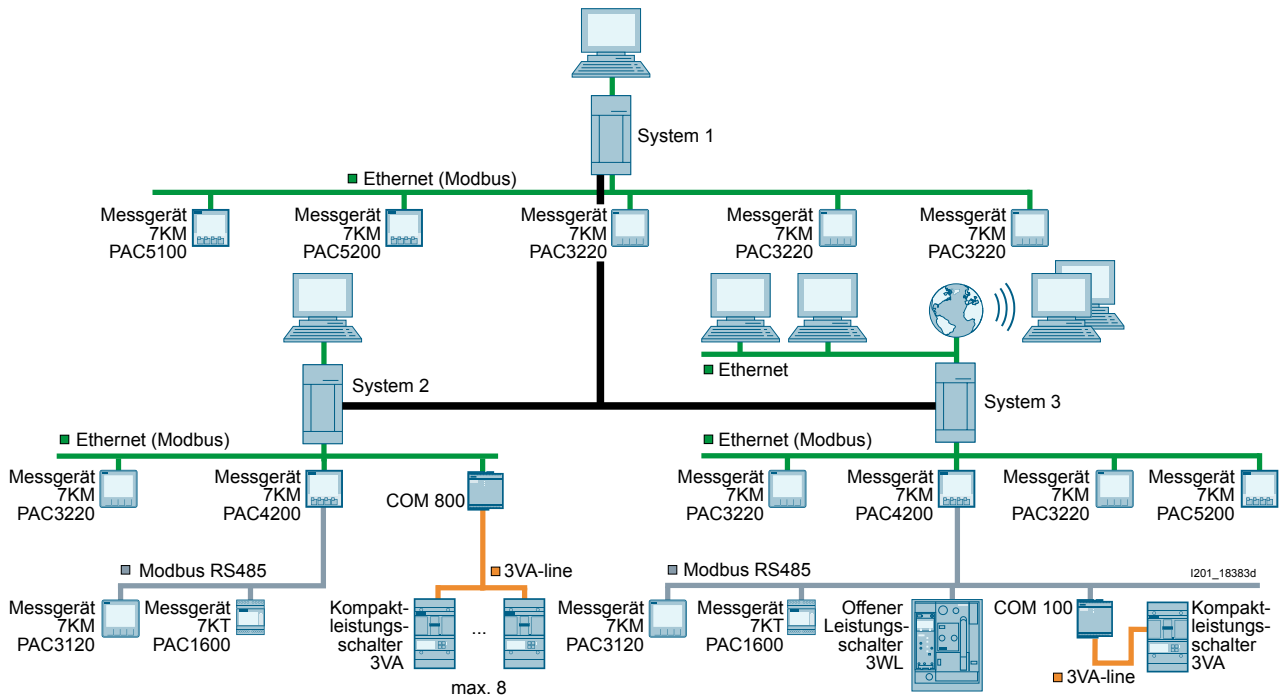 System 1
Ethernet (Modbus)
Messgerät
7KM
PAC5100
Messgerät
7KM
PAC5200
Messgerät
7KM
PAC3220
Messgerät
7KM
PAC3220
Messgerät
7KM
PAC3220
Ethernet
System 2
System 3
Ethernet (Modbus)
Messgerät
7KM
PAC3220
Messgerät
7KM
PAC4200
COM 800
Ethernet (Modbus)
Messgerät
7KM
PAC3220
Messgerät
7KM
PAC4200
Messgerät
7KM
PAC3220
Messgerät
7KM
PAC5200
Modbus RS485
Messgerät
7KM
PAC3120
Messgerät
7KT
PAC1600
3VA-line
Kompakt-
leistungs-
schalter
3VA
...
max. 8
Modbus RS485
I201_18383d
Messgerät
7KM
PAC3120
Messgerät
7KT
PAC1600
Offener
Leistungs-
schalter
3WL
COM 100
3VA-line
Kompakt-
leistungs-
schalter
3VA